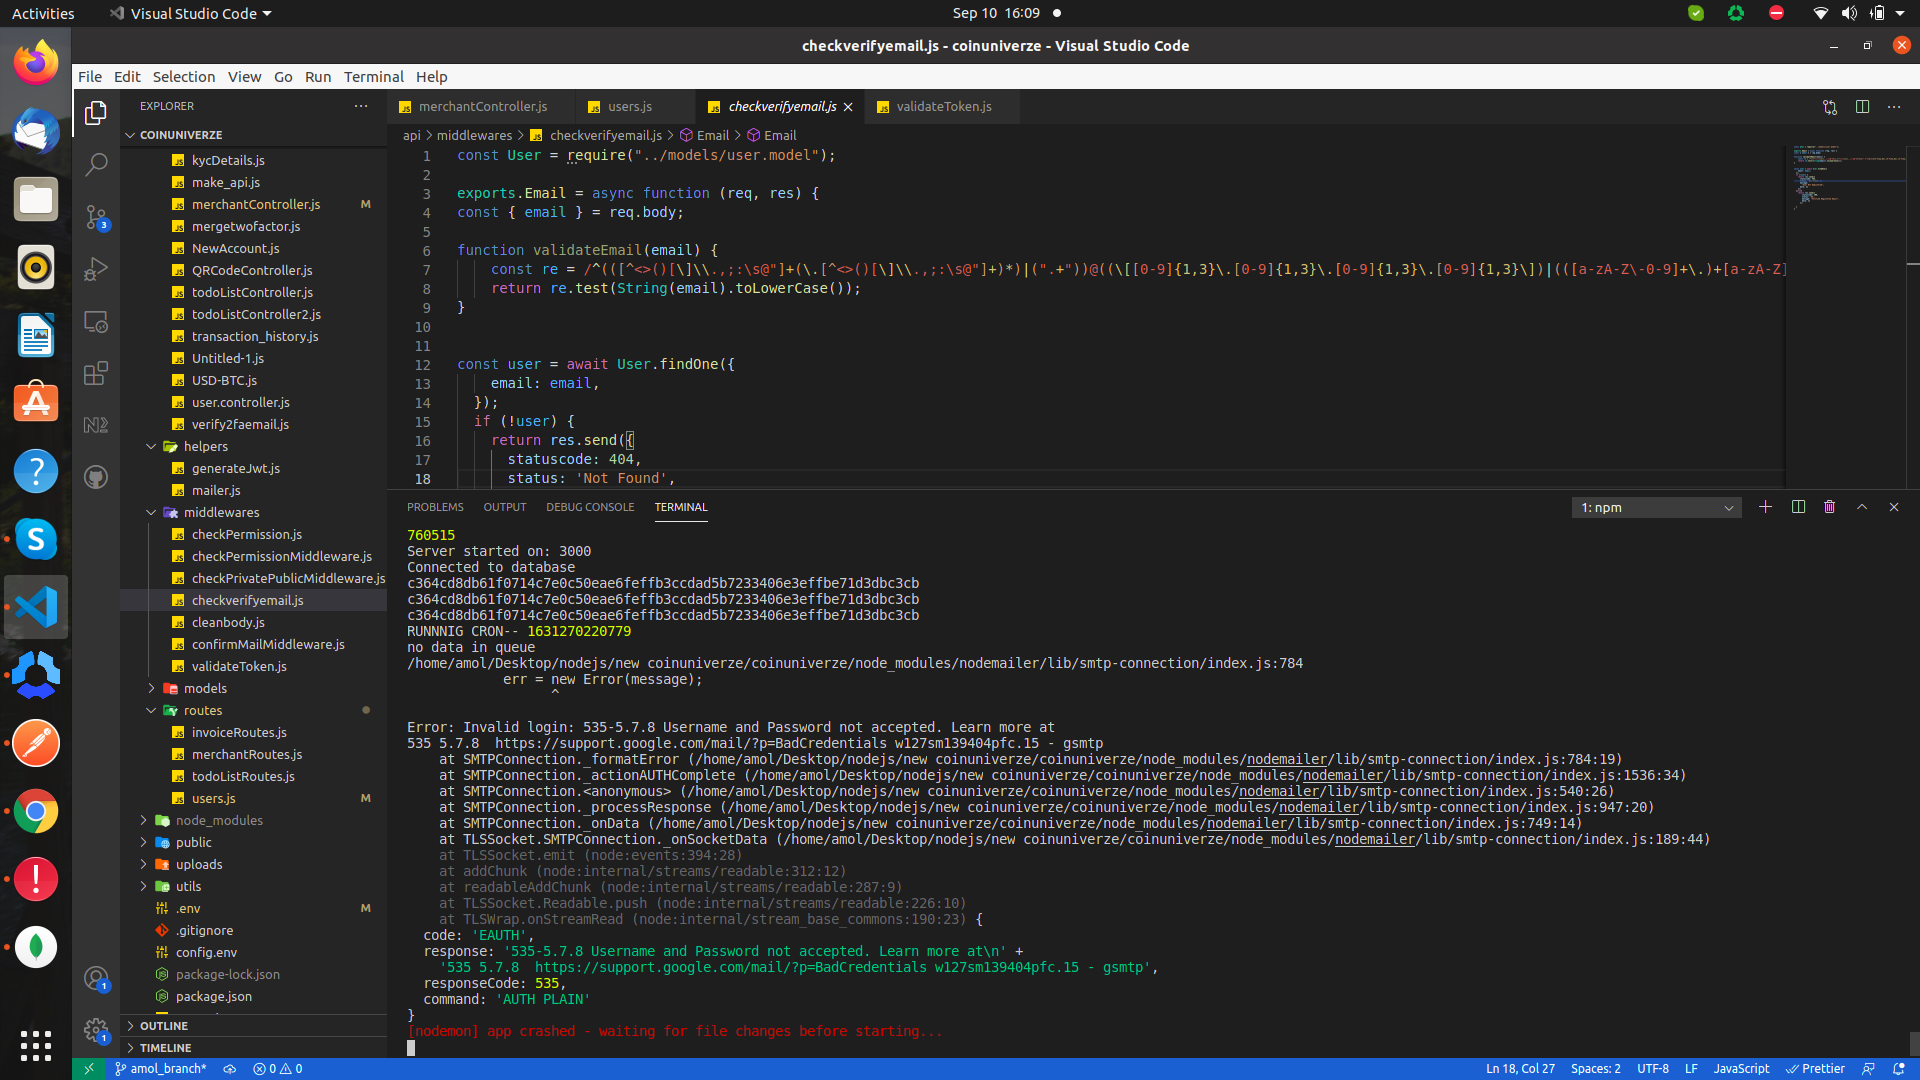 Activities
Visual Studio Code
Sep 10 16:09
checkverifyemail.js - coinuniverze - Visual Studio Code
File Edit Selection View Go Run Terminal Help
EXPLORER
COINUNIVERZE
kycDetails.js
make_api.js
merchantController.js M
mergetwofactor.js
NewAccount.js
QRCodeController.js
todoListController.js
todoListController2.js
transaction_history.js
Untitled-1.js
USD-BTC.js
user.controller.js
verify2faemail.js
helpers
generateJwt.js
mailer.js
middlewares
checkPermission.js
checkPermissionMiddleware.js
checkPrivatePublicMiddleware.js
checkverifyemail.js
cleanbody.js
confirmMailMiddleware.js
validateToken.js
models
routes
invoiceRoutes.js
merchantRoutes.js
todoListRoutes.js
users.js M
node_modules
public
uploads
utils
.env M
.gitignore
config.env
package-lock.json
package.json
OUTLINE
TIMELINE
3
1
1
merchantController.js users.js checkverifyemail.js validateToken.js
api > middlewares > checkverifyemail.js > Email > Email
1 const User = require("../models/user.model");
2
3 exports.Email = async function (req, res) {
4 const { email } = req.body;
5
6 function validateEmail(email) {
7 const re = /^(([^<>()[\]\\.,;:\s@"]+(\.[^<>()[\]\\.,;:\s@"]+)*)|(".+"))@((\[[0-9]{1,3}\.[0-9]{1,3}\.[0-9]{1,3}\.[0-9]{1,3}\])|(([a-zA-Z\-0-9]+\.)+[a-zA-Z]
8 return re.test(String(email).toLowerCase());
9 }
10
11
12 const user = await User.findOne({
13 email: email,
14 });
15 if (!user) {
16 return res.send({
17 statuscode: 404,
18 status: 'Not Found',
PROBLEMS OUTPUT DEBUG CONSOLE TERMINAL
1: npm
760515
Server started on: 3000
Connected to database
c364cd8db61f0714c7e0c50eae6feffb3ccdad5b7233406e3effbe71d3dbc3cb
c364cd8db61f0714c7e0c50eae6feffb3ccdad5b7233406e3effbe71d3dbc3cb
c364cd8db61f0714c7e0c50eae6feffb3ccdad5b7233406e3effbe71d3dbc3cb
RUNNNIG CRON-- 1631270220779
no data in queue
/home/amol/Desktop/nodejs/new coinuniverze/coinuniverze/node_modules/nodemailer/lib/smtp-connection/index.js:784
err = new Error(message);
^
Error: Invalid login: 535-5.7.8 Username and Password not accepted. Learn more at
535 5.7.8  https://support.google.com/mail/?p=BadCredentials w127sm139404pfc.15 - gsmtp
at SMTPConnection._formatError (/home/amol/Desktop/nodejs/new coinuniverze/coinuniverze/node_modules/nodemailer/lib/smtp-connection/index.js:784:19)
at SMTPConnection._actionAUTHComplete (/home/amol/Desktop/nodejs/new coinuniverze/coinuniverze/node_modules/nodemailer/lib/smtp-connection/index.js:1536:34)
at SMTPConnection.<anonymous> (/home/amol/Desktop/nodejs/new coinuniverze/coinuniverze/node_modules/nodemailer/lib/smtp-connection/index.js:540:26)
at SMTPConnection._processResponse (/home/amol/Desktop/nodejs/new coinuniverze/coinuniverze/node_modules/nodemailer/lib/smtp-connection/index.js:947:20)
at SMTPConnection._onData (/home/amol/Desktop/nodejs/new coinuniverze/coinuniverze/node_modules/nodemailer/lib/smtp-connection/index.js:749:14)
at TLSSocket.SMTPConnection._onSocketData (/home/amol/Desktop/nodejs/new coinuniverze/coinuniverze/node_modules/nodemailer/lib/smtp-connection/index.js:189:44)
at TLSSocket.emit (node:events:394:28)
at addChunk (node:internal/streams/readable:312:12)
at readableAddChunk (node:internal/streams/readable:287:9)
at TLSSocket.Readable.push (node:internal/streams/readable:226:10)
at TLSWrap.onStreamRead (node:internal/stream_base_commons:190:23) {
code: 'EAUTH',
response: '535-5.7.8 Username and Password not accepted. Learn more at\n' +
'535 5.7.8  https://support.google.com/mail/?p=BadCredentials w127sm139404pfc.15 - gsmtp',
responseCode: 535,
command: 'AUTH PLAIN'
}
[nodemon] app crashed - waiting for file changes before starting...
amol_branch* 0 0
Ln 18, Col 27 Spaces: 2 UTF-8 LF JavaScript Prettier